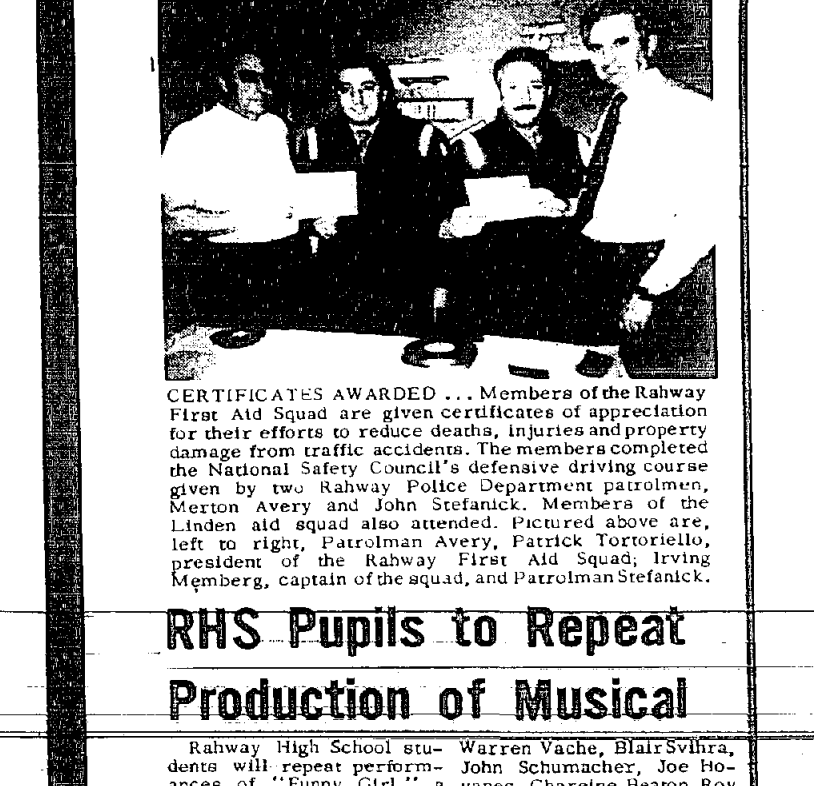 CERTIFICATES AWARDED ... Members of the Rahway
First Aid Squad are given certificates of appreciation
for their efforts to reduce deaths, injuries and property
damage from traffic accidents. The members completed
the National Safety Council's defensive driving course
given by two Rahway Police Department patrolmen,
Merton Avery and John Stefanick. Members of the
Linden aid squad also attended. Pictured above are,
left to right, Patrolman Avery, Patrick Tortoriello,
president of the Rahway First Aid Squad; Irving
Memberg, captain of the squad, and Patrolman Stefanick.
RHS Pupils to Repeat
Production of Musical
Rahway High School stu-
dents will repeat perform-
ances of "Funny Girl," a
Warren Vache, Blair Svihra,
John Schumacher, Joe Ho-